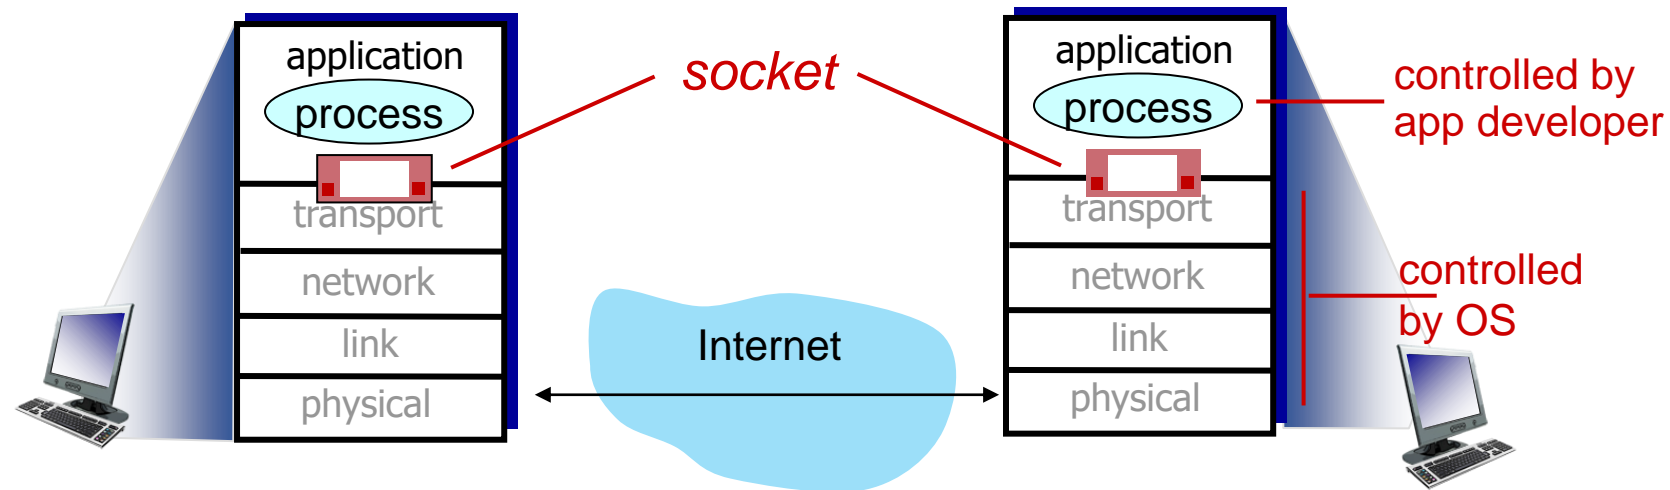 application
process
transport
network
link
physical
socket
Internet
application
process
transport
network
link
physical
controlled by
app developer
controlled
by OS